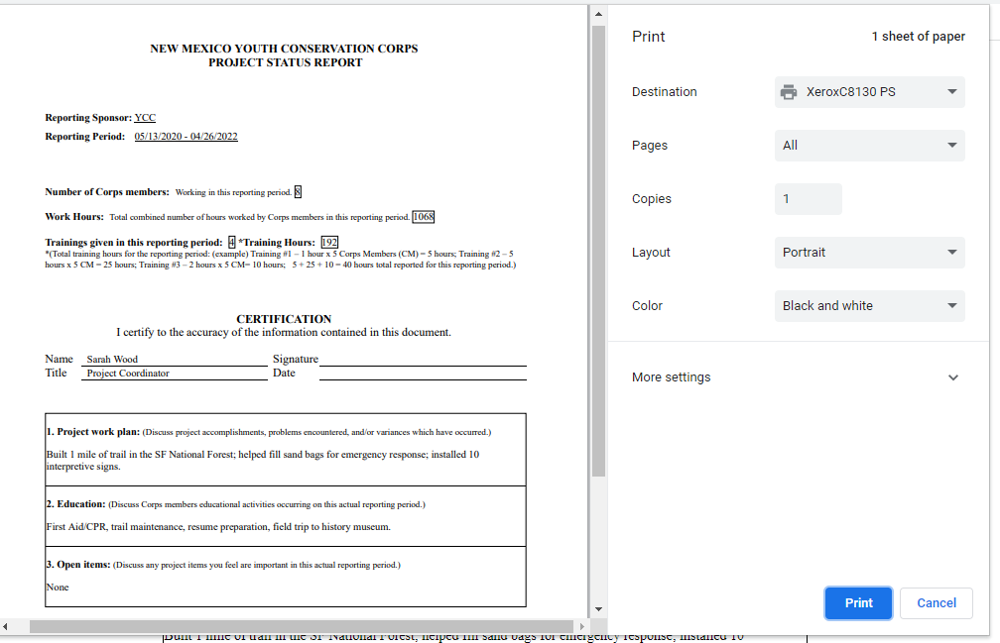 NEW MEXICO YOUTH CONSERVATION CORPS
PROJECT STATUS REPORT
Reporting Sponsor: YCC
Reporting Period: 05/13/2020 - 04/26/2022
Number of Corps members: Working in this reporting period. 8
Work Hours: Total combined number of hours worked by Corps members in this reporting period. 1068
Trainings given in this reporting period: 4 *Training Hours: 192
*(Total training hours for the reporting period: (example) Training #1 – 1 hour x 5 Corps Members (CM) = 5 hours; Training #2 – 5
hours x 5 CM = 25 hours; Training #3 – 2 hours x 5 CM= 10 hours; 5 + 25 + 10 = 40 hours total reported for this reporting period.)
CERTIFICATION
I certify to the accuracy of the information contained in this document.
Name Sarah Wood Signature
Title Project Coordinator Date
1. Project work plan: (Discuss project accomplishments, problems encountered, and/or variances which have occurred.)
Built 1 mile of trail in the SF National Forest; helped fill sand bags for emergency response; installed 10
interpretive signs.
2. Education: (Discuss Corps members educational activities occurring on this actual reporting period.)
First Aid/CPR, trail maintenance, resume preparation, field trip to history museum.
3. Open items: (Discuss any project items you feel are important in this actual reporting period.)
None
Built 1 mile of trail in the SF National Forest; helped fill sand bags for emergency response; installed 10
Print 1 sheet of paper
Destination XeroxC8130 PS
Pages All
Copies 1
Layout Portrait
Color Black and white
More settings
Print Cancel